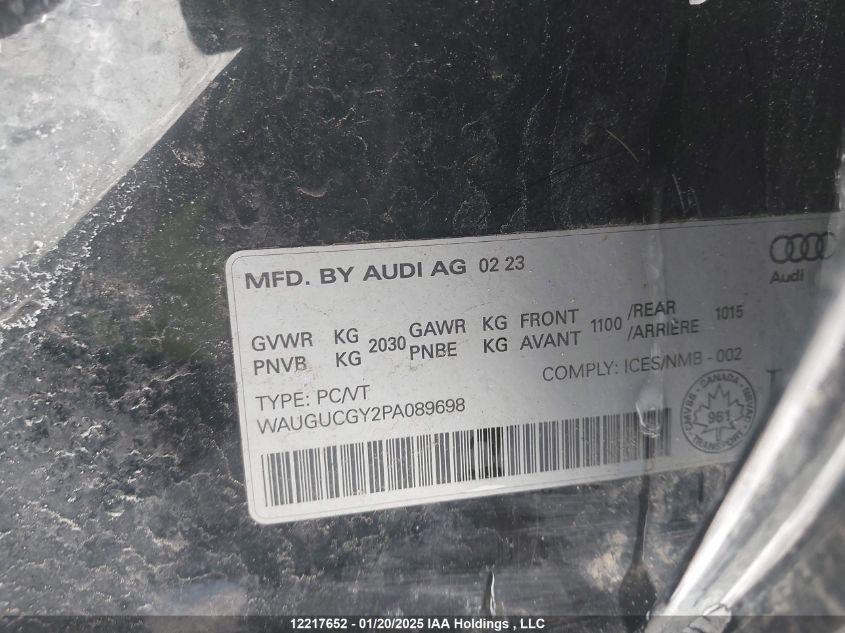 MFD. BY AUDI AG 02 23
Audi
GVWR KG 2030 GAWR KG FRONT 1100 /REAR 1015
PNVB KG PNBE KG AVANT /ARRIÈRE
COMPLY: ICES/NMB - 002
TYPE: PC/VT
WAUGUCGY2PA089698
CANADA
961
TRANSPORT
12217652 - 01/20/2025 IAA Holdings , LLC